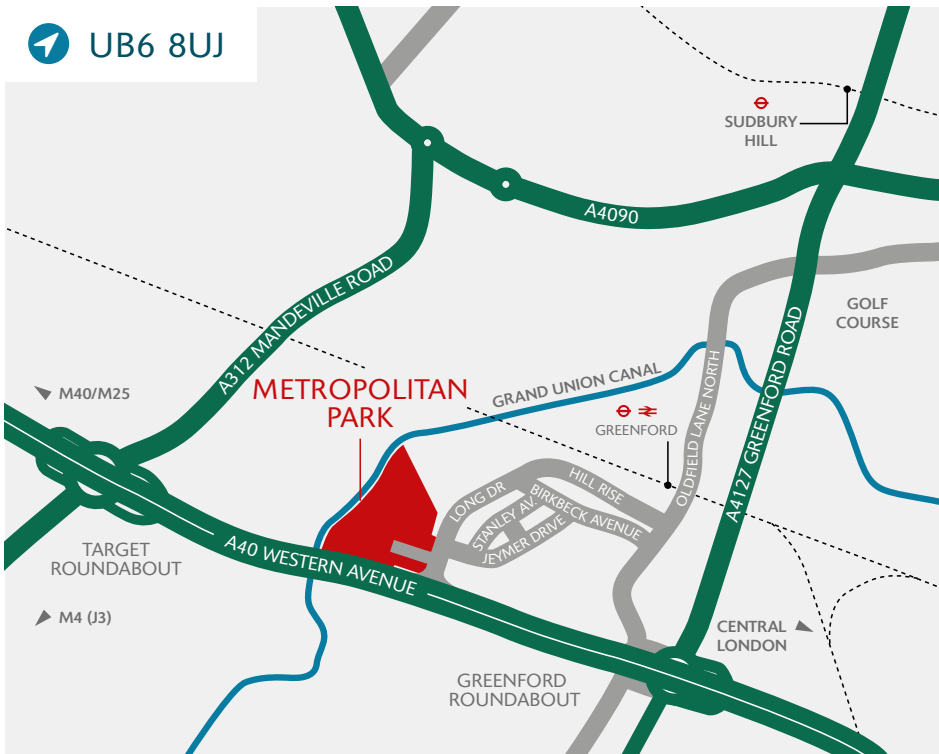 UB6 8UJ
SUDBURY
HILL
A4090
A312 MANDEVILLE ROAD
GOLF
COURSE
M40/M25
METROPOLITAN
PARK
GRAND UNION CANAL
GREENFORD
OLDFIELD LANE NORTH
A4127 GREENFORD ROAD
LONG DR
HILL RISE
STANLEY AV.
BIRKBECK AVENUE
JEYMER DRIVE
TARGET
ROUNDABOUT
A40 WESTERN AVENUE
M4 (J3)
CENTRAL
LONDON
GREENFORD
ROUNDABOUT